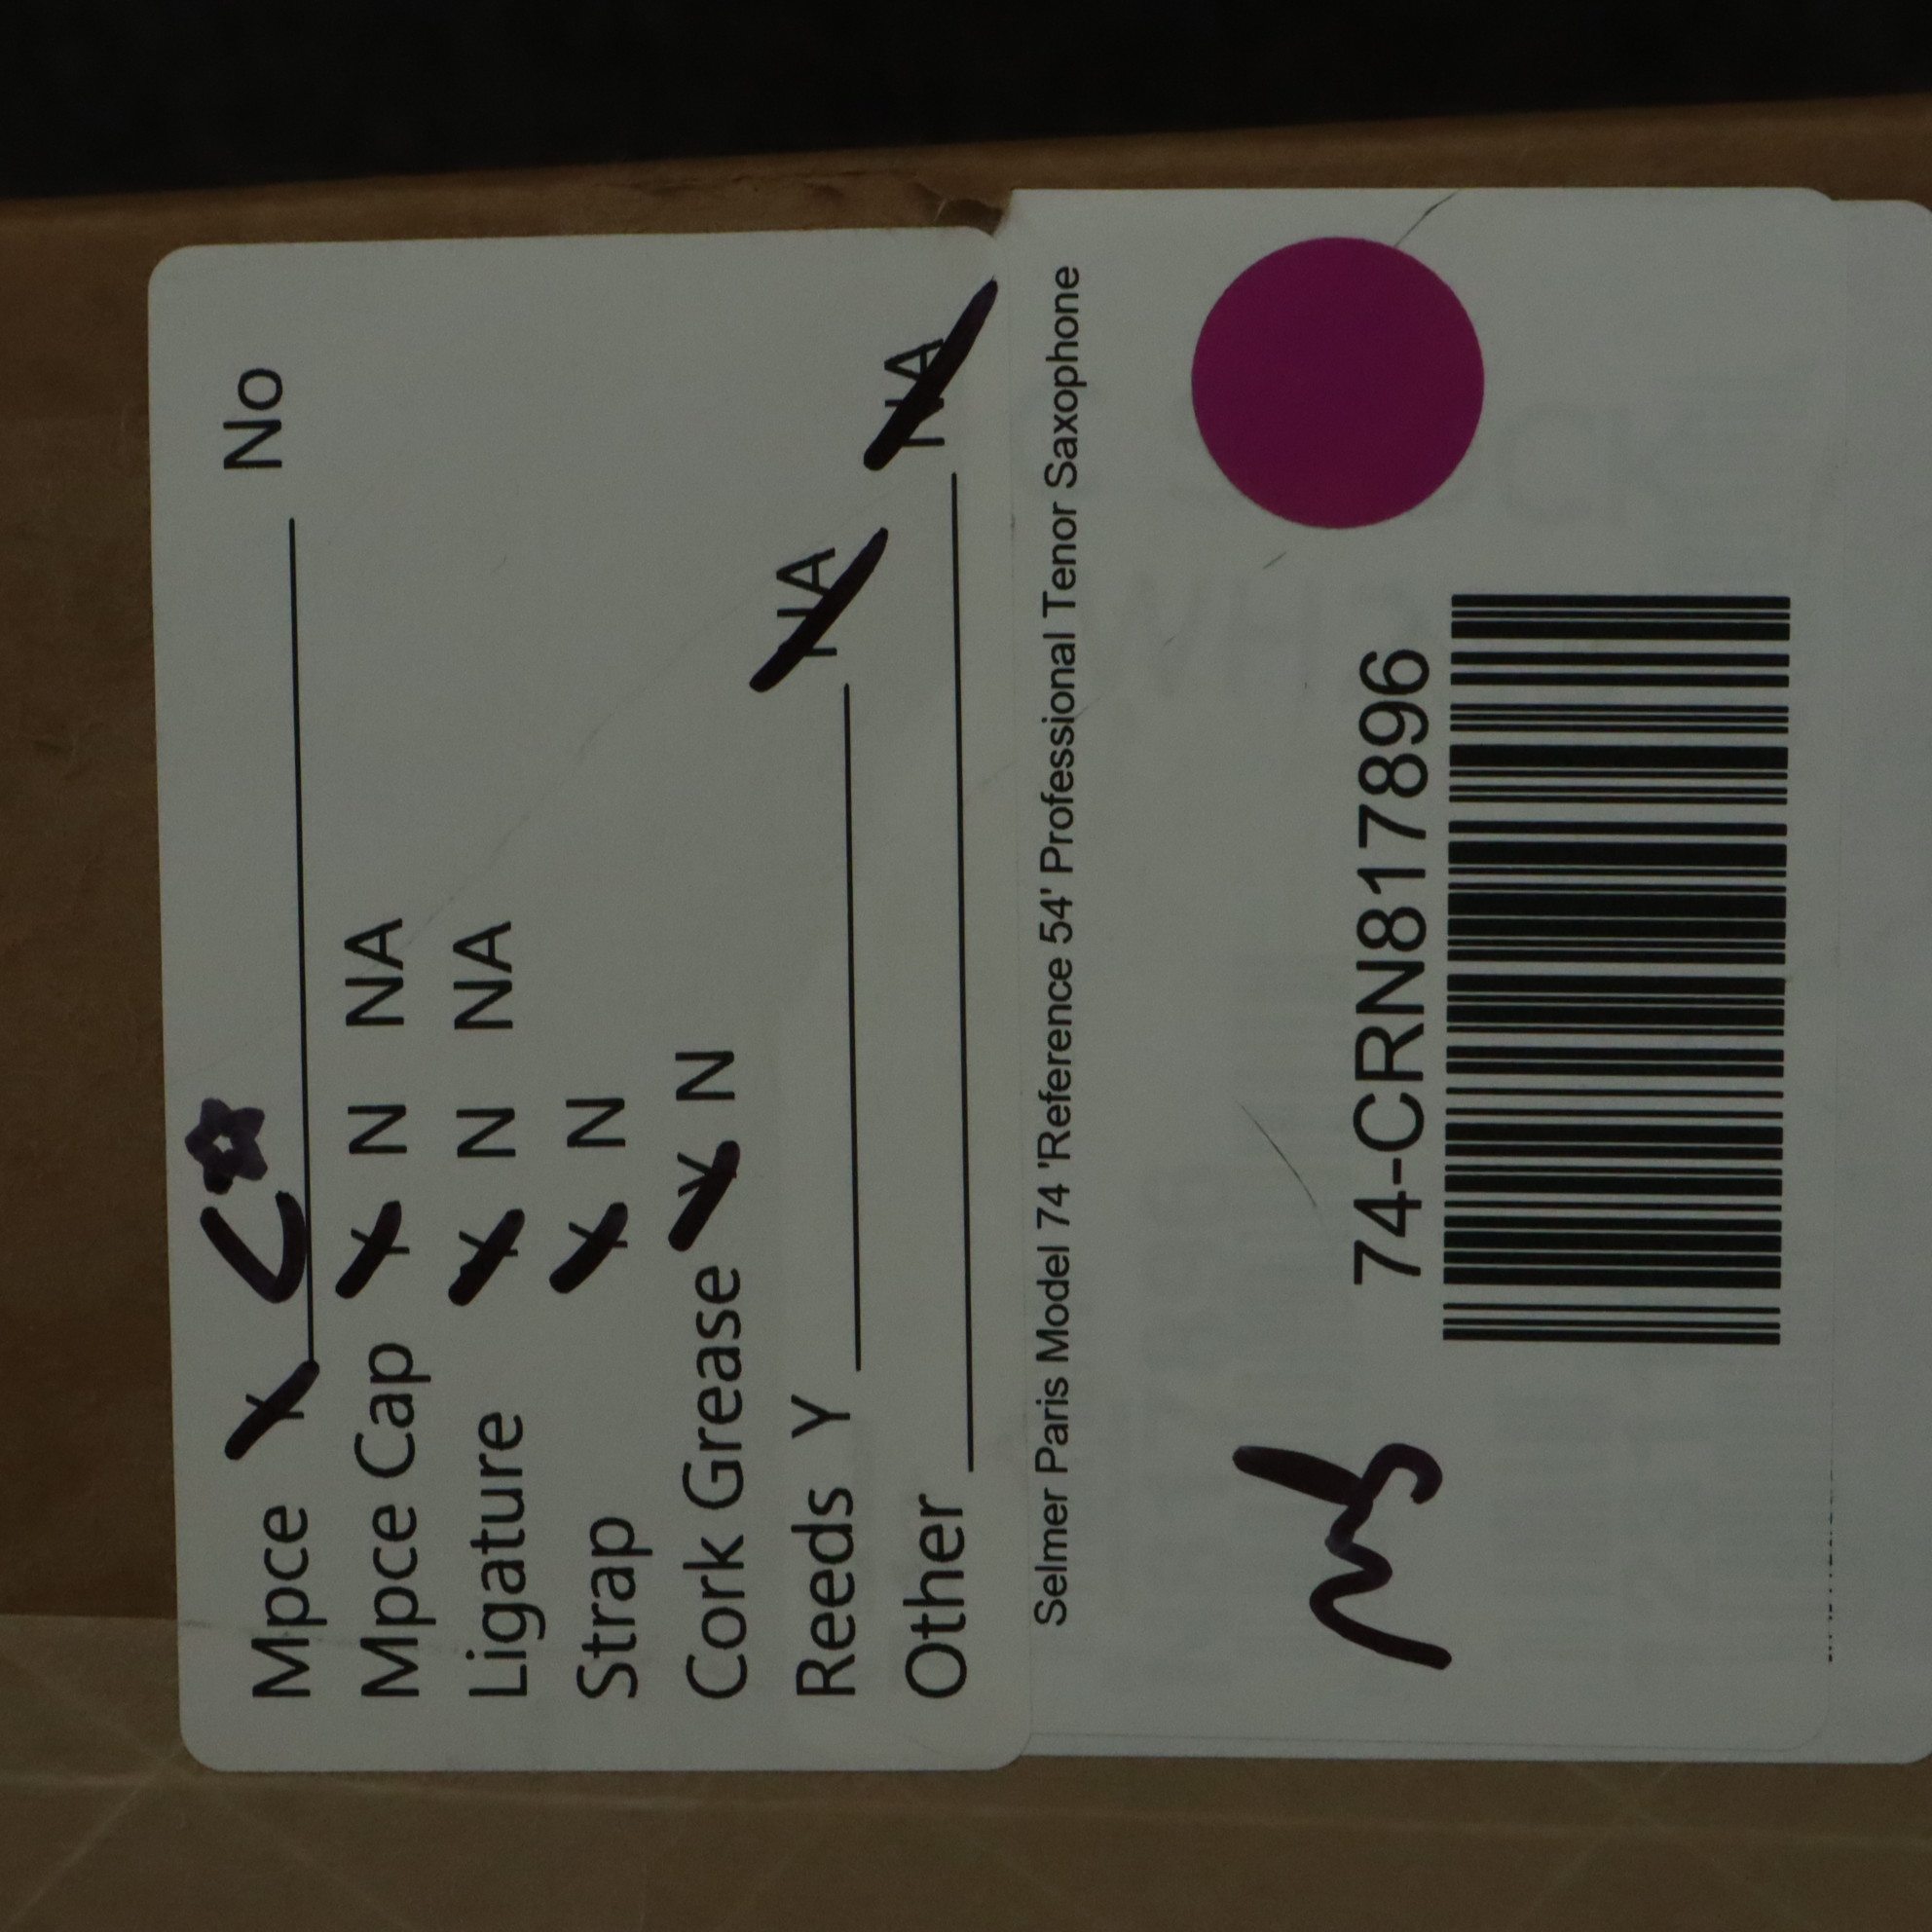 Mpce Y C* No
Mpce Cap Y N NA
Ligature Y N NA
Strap Y N
Cork Grease Y N
Reeds Y NA
Other NA
Selmer Paris Model 74 'Reference 54' Professional Tenor Saxophone
74-CRN817896